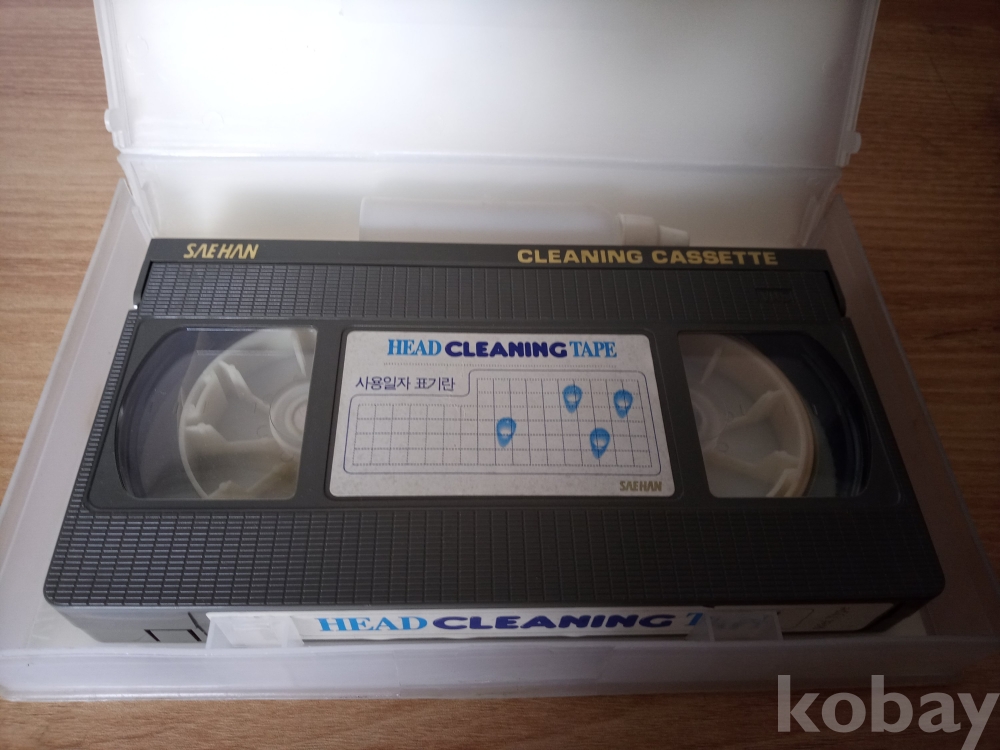 SAEHAN
CLEANING CASSETTE
HEAD CLEANING TAPE
사용일자 표기란
SAEHAN
HEAD CLEANING T
kobay